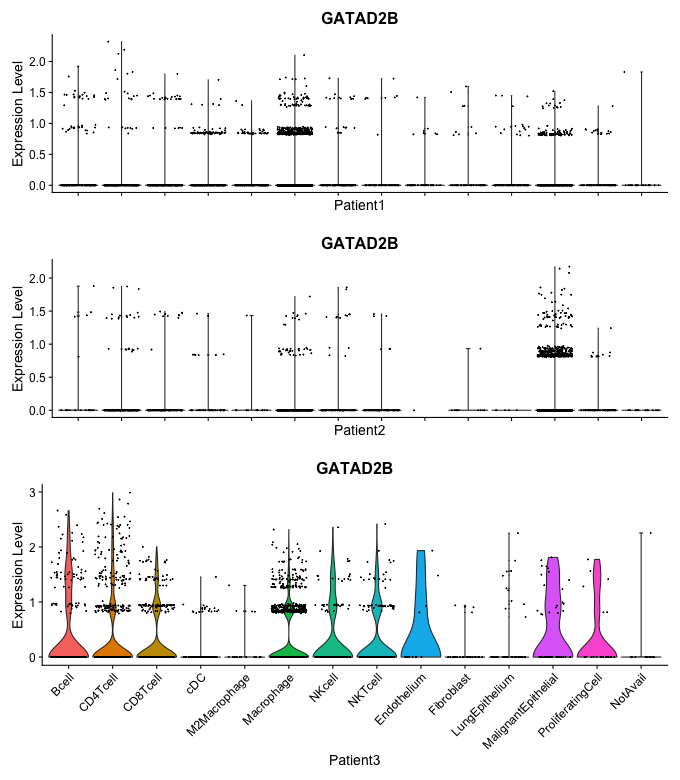 GATAD2B
Expression Level
2.0
1.5
1.0
0.5
0.0
Patient1
GATAD2B
Expression Level
2.0
1.5
1.0
0.5
0.0
Patient2
GATAD2B
Expression Level
3
2
1
0
Bcell
CD4Tcell
CD8Tcell
cDC
M2Macrophage
Macrophage
NKcell
NKTcell
Endothelium
Fibroblast
LungEpithelium
MalignantEpithelial
ProliferatingCell
NotAvail
Patient3